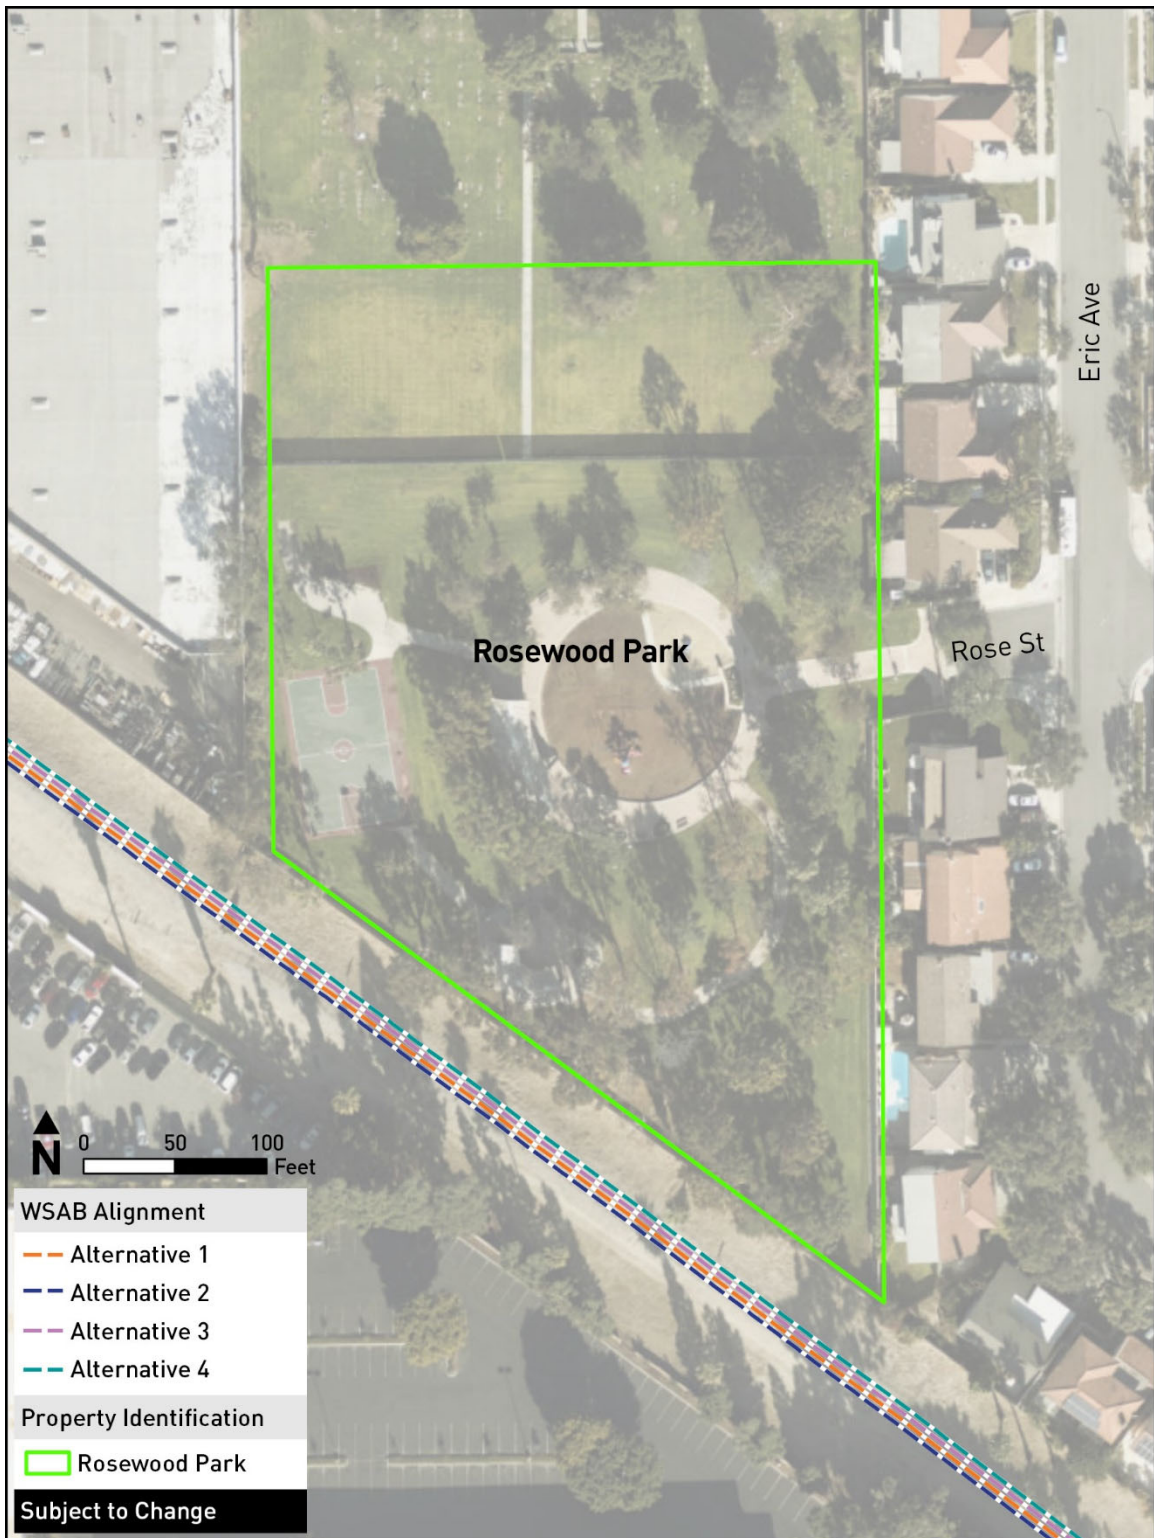 Eric Ave
Rosewood Park
Rose St
N
0 50 100
Feet
WSAB Alignment
Alternative 1
Alternative 2
Alternative 3
Alternative 4
Property Identification
Rosewood Park
Subject to Change